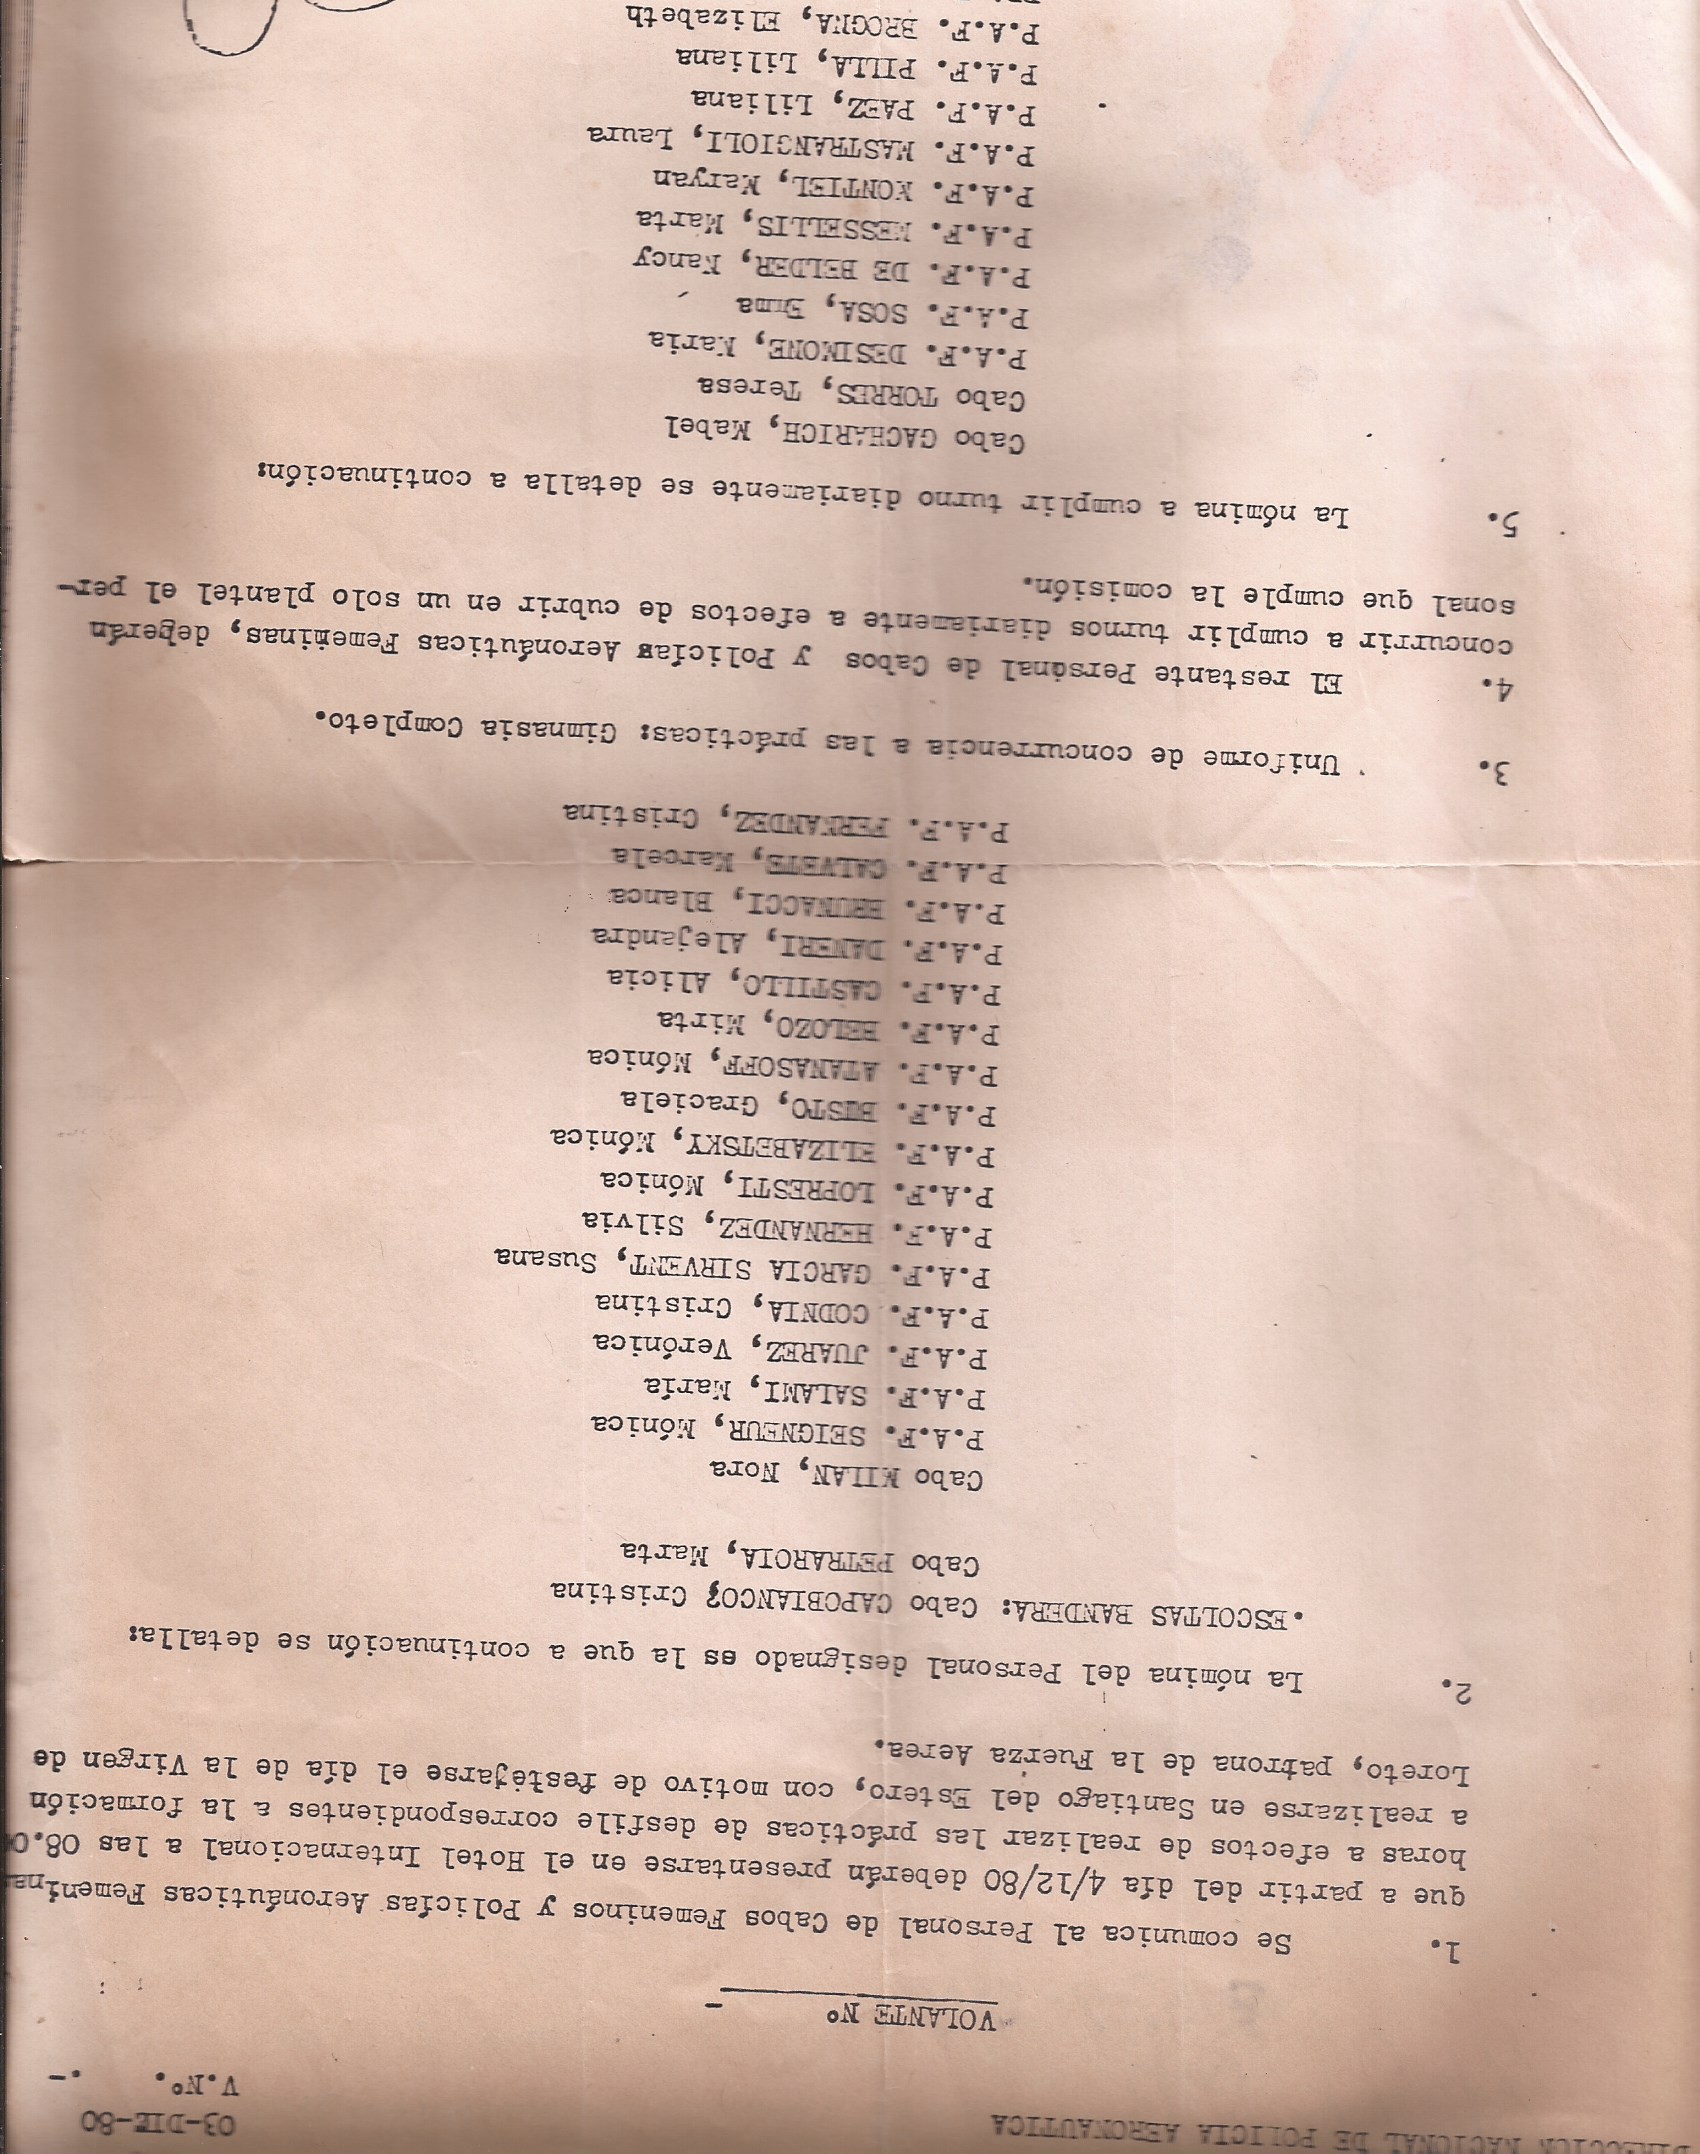 DIRECCION NACIONAL DE POLICIA AERONAUTICA
03-DIE-80
V.Nº. .-
VOLANTE Nº -
1. Se comunica al Personal de Cabos Femeninos y Policías Aeronáuticas Femeninas
que a partir del día 4/12/80 deberán presentarse en el Hotel Internacional a las 08.00
horas a efectos de realizar las prácticas de desfile correspondientes a la formación
a realizarse en Santiago del Estero, con motivo de festejarse el día de la Virgen de
Loreto, patrona de la Fuerza Aerea.
2. La nómina del Personal designado es la que a continuación se detalla:
.ESCOLTAS BANDERA: Cabo CAPOBIANCO, Cristina
Cabo PETRAROIA, Marta
Cabo MILAN, Nora
P.A.F. SEIGNEUR, Mónica
P.A.F. SALAMI, María
P.A.F. JUAREZ, Verónica
P.A.F. CODNIA, Cristina
P.A.F. GARCIA SIRVENT, Susana
P.A.F. HERNANDEZ, Silvia
P.A.F. LOPRESTI, Mónica
P.A.F. ELIZABETSKY, Mónica
P.A.F. BUSTO, Graciela
P.A.F. ATANASOFF, Mónica
P.A.F. BELOZO, Mirta
P.A.F. CASTILLO, Alicia
P.A.F. DANERI, Alejandra
P.A.F. BRUNACCI, Blanca
P.A.F. CALVETE, Marcela
P.A.F. FERNANDEZ, Cristina
3. Uniforme de concurrencia a las prácticas: Gimnasia Completo.
4. El restante Personal de Cabos y Policías Aeronáuticas Femeninas, deberán
concurrir a cumplir turnos diariamente a efectos de cubrir en un solo plantel el per-
sonal que cumple la comisión.
5. La nómina a cumplir turno diariamente se detalla a continuación:
Cabo GACHARICH, Mabel
Cabo TORRES, Teresa
P.A.F. DESIMONE, Maria
P.A.F. SOSA, Emma
P.A.F. DE BELDER, Nancy
P.A.F. MESSELLIS, Marta
P.A.F. MONTIEL, Maryan
P.A.F. MASTRANGIOLI, Laura
P.A.F. PAEZ, Liliana
P.A.F. PILLA, Liliana
P.A.F. BROGNA, Elizabeth